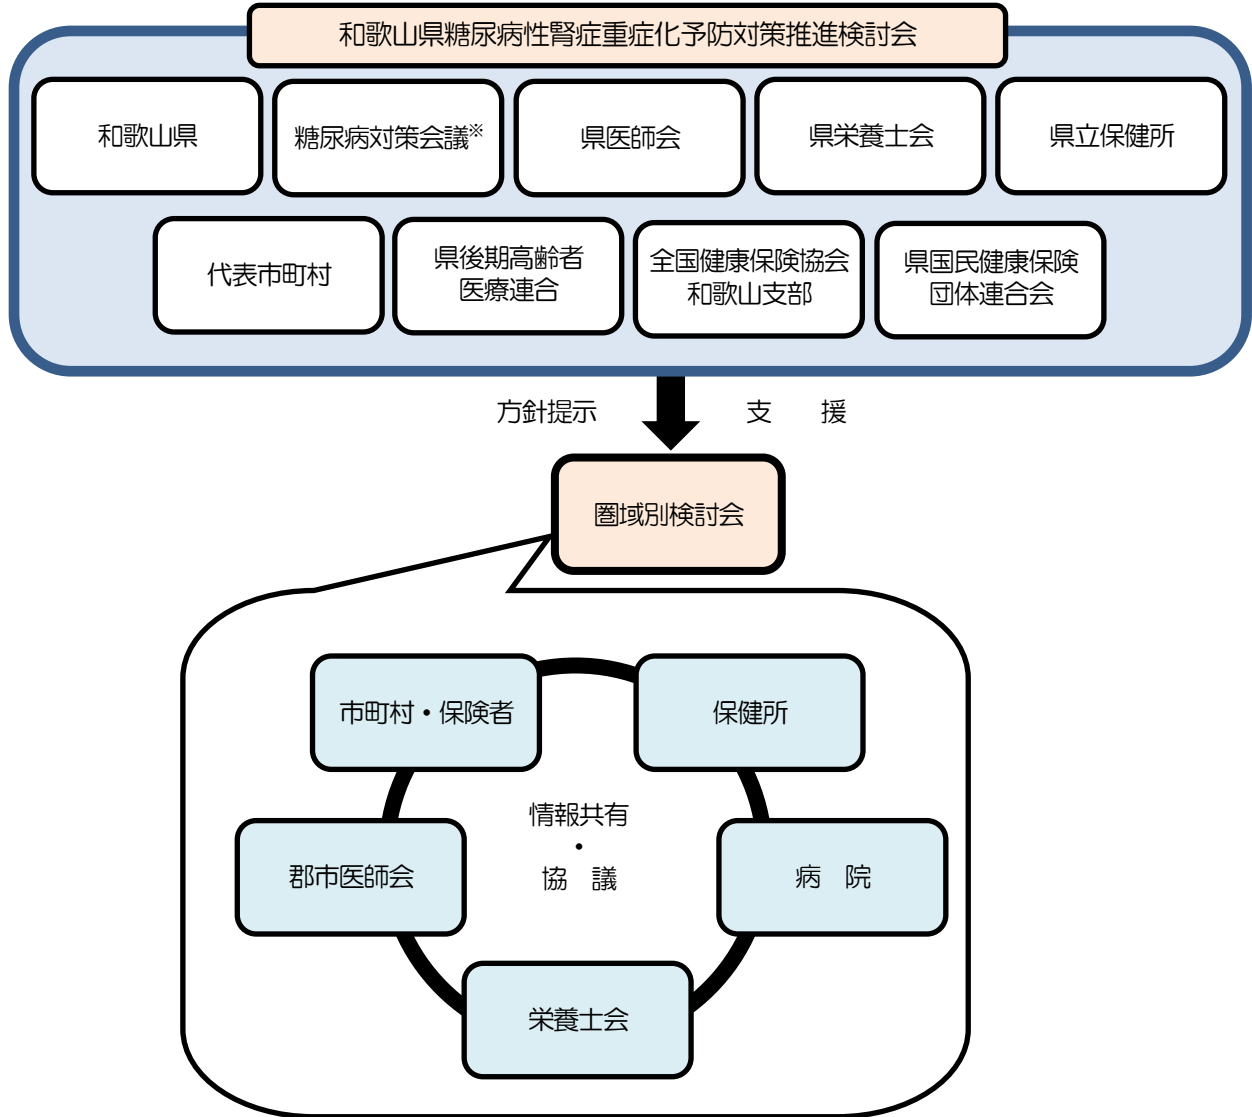 和歌山県糖尿病性腎症重症化予防対策推進検討会
和歌山県
糖尿病対策会議※
県医師会
県栄養士会
県立保健所
代表市町村
県後期高齢者
医療連合
全国健康保険協会
和歌山支部
県国民健康保険
団体連合会
方針提示
支　　援
圏域別検討会
市町村・保険者
保健所
情報共有
・
協　議
郡市医師会
病　院
栄養士会